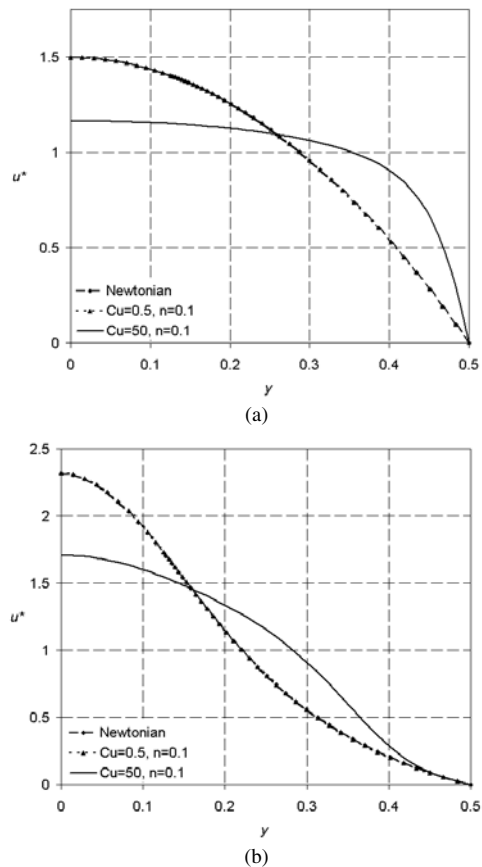 1.5
1
u*
0.5
Newtonian
Cu=0.5, n=0.1
Cu=50, n=0.1
0
0 0.1 0.2 0.3 0.4 0.5
y
(a)
2.5
2
1.5
u*
1
0.5
Newtonian
Cu=0.5, n=0.1
Cu=50, n=0.1
0
0 0.1 0.2 0.3 0.4 0.5
y
(b)